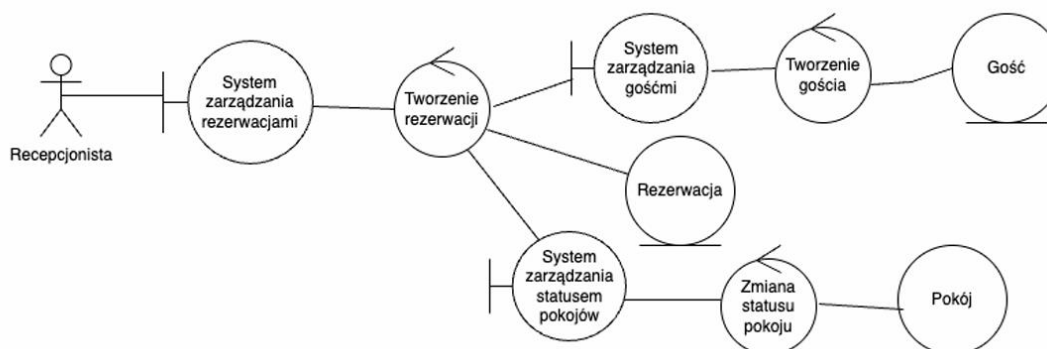 System
zarządzania
rezerwacjami
Recepcjonista
Tworzenie
rezerwacji
System
zarządzania
gośćmi
Tworzenie
gościa
Gość
Rezerwacja
System
zarządzania
statusem
pokojów
Zmiana
statusu
pokoju
Pokój